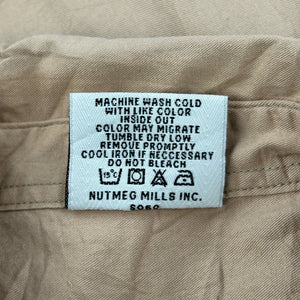 MACHINE WASH COLD
WITH LIKE COLOR
INSIDE OUT
COLOR MAY MIGRATE
TUMBLE DRY LOW
REMOVE PROMPTLY
COOL IRON IF NECCESSARY
DO NOT BLEACH
15°C
NUTMEG MILLS INC.